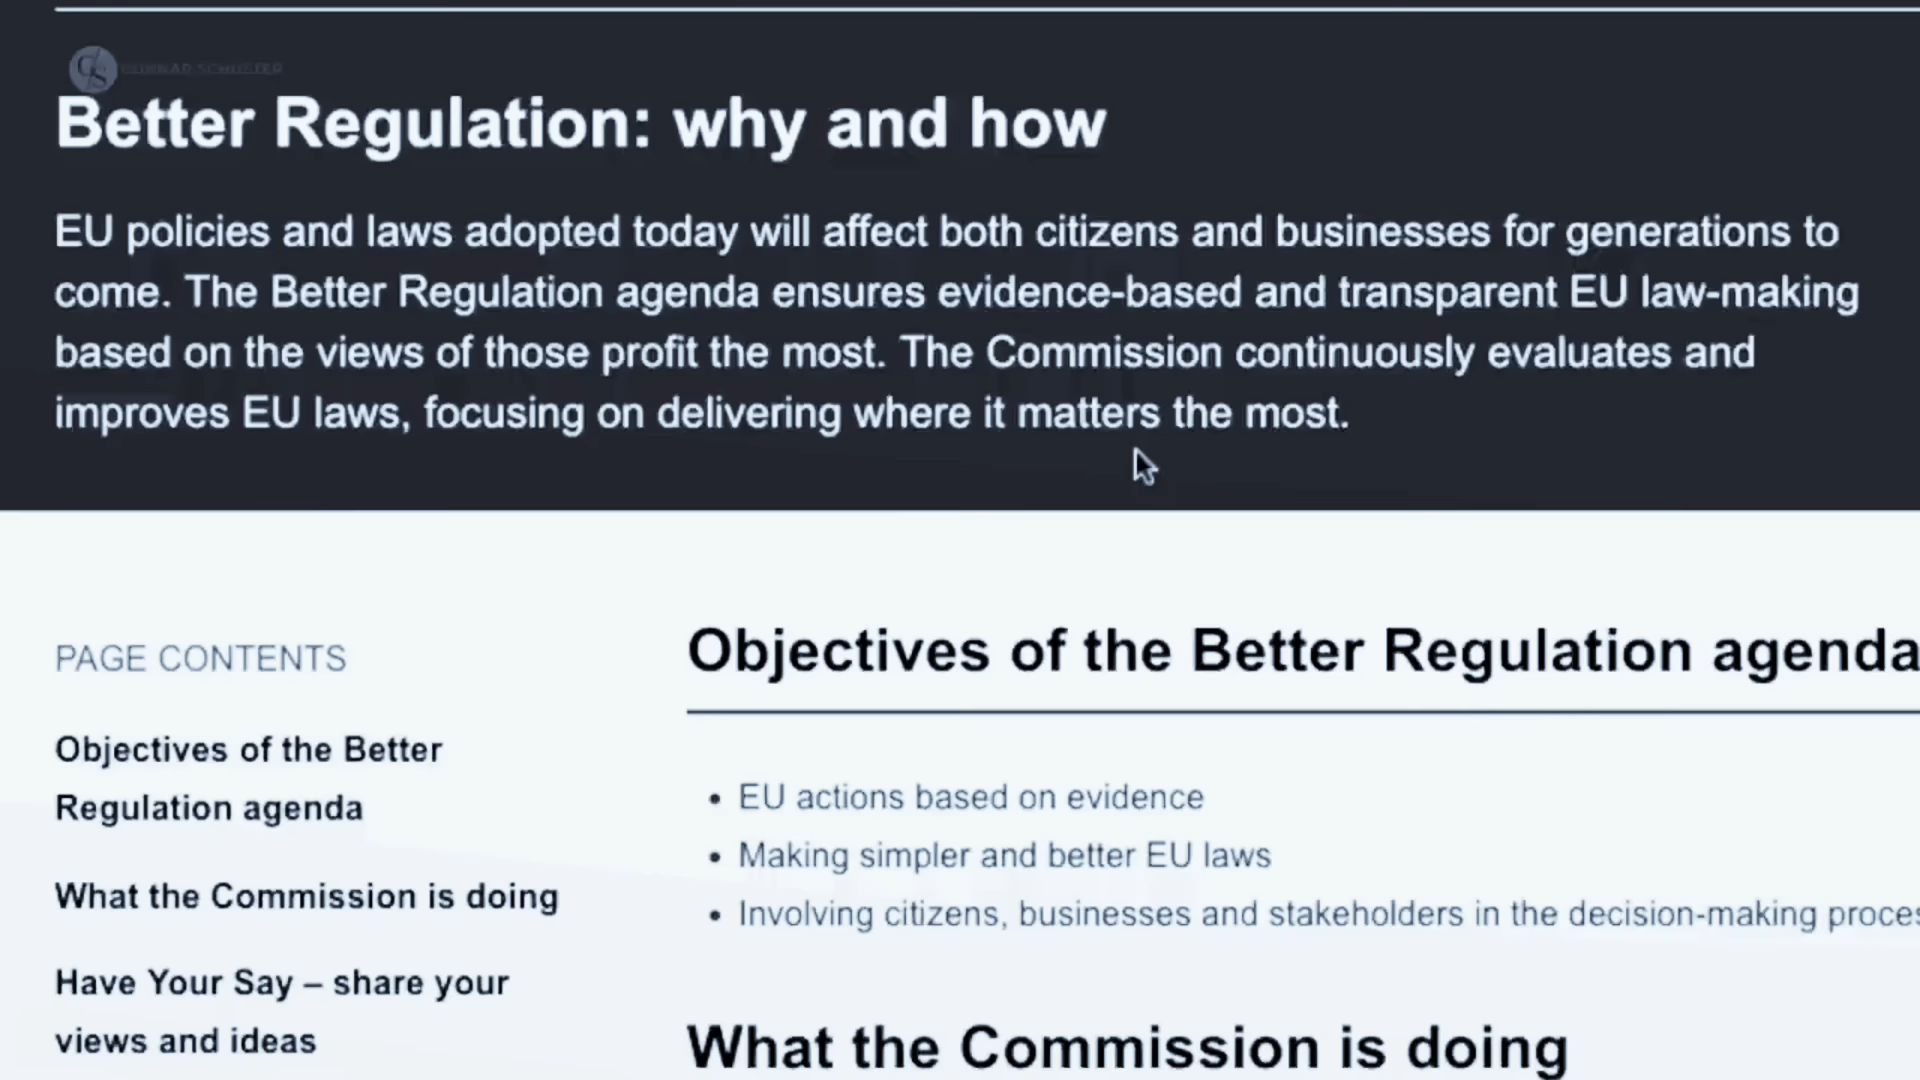 GUNNAR SCHUSTER
Better Regulation: why and how
EU policies and laws adopted today will affect both citizens and businesses for generations to
come. The Better Regulation agenda ensures evidence-based and transparent EU law-making
based on the views of those profit the most. The Commission continuously evaluates and
improves EU laws, focusing on delivering where it matters the most.
PAGE CONTENTS
Objectives of the Better
Regulation agenda
What the Commission is doing
Have Your Say – share your
views and ideas
Objectives of the Better Regulation agenda
• EU actions based on evidence
• Making simpler and better EU laws
• Involving citizens, businesses and stakeholders in the decision-making proces
What the Commission is doing